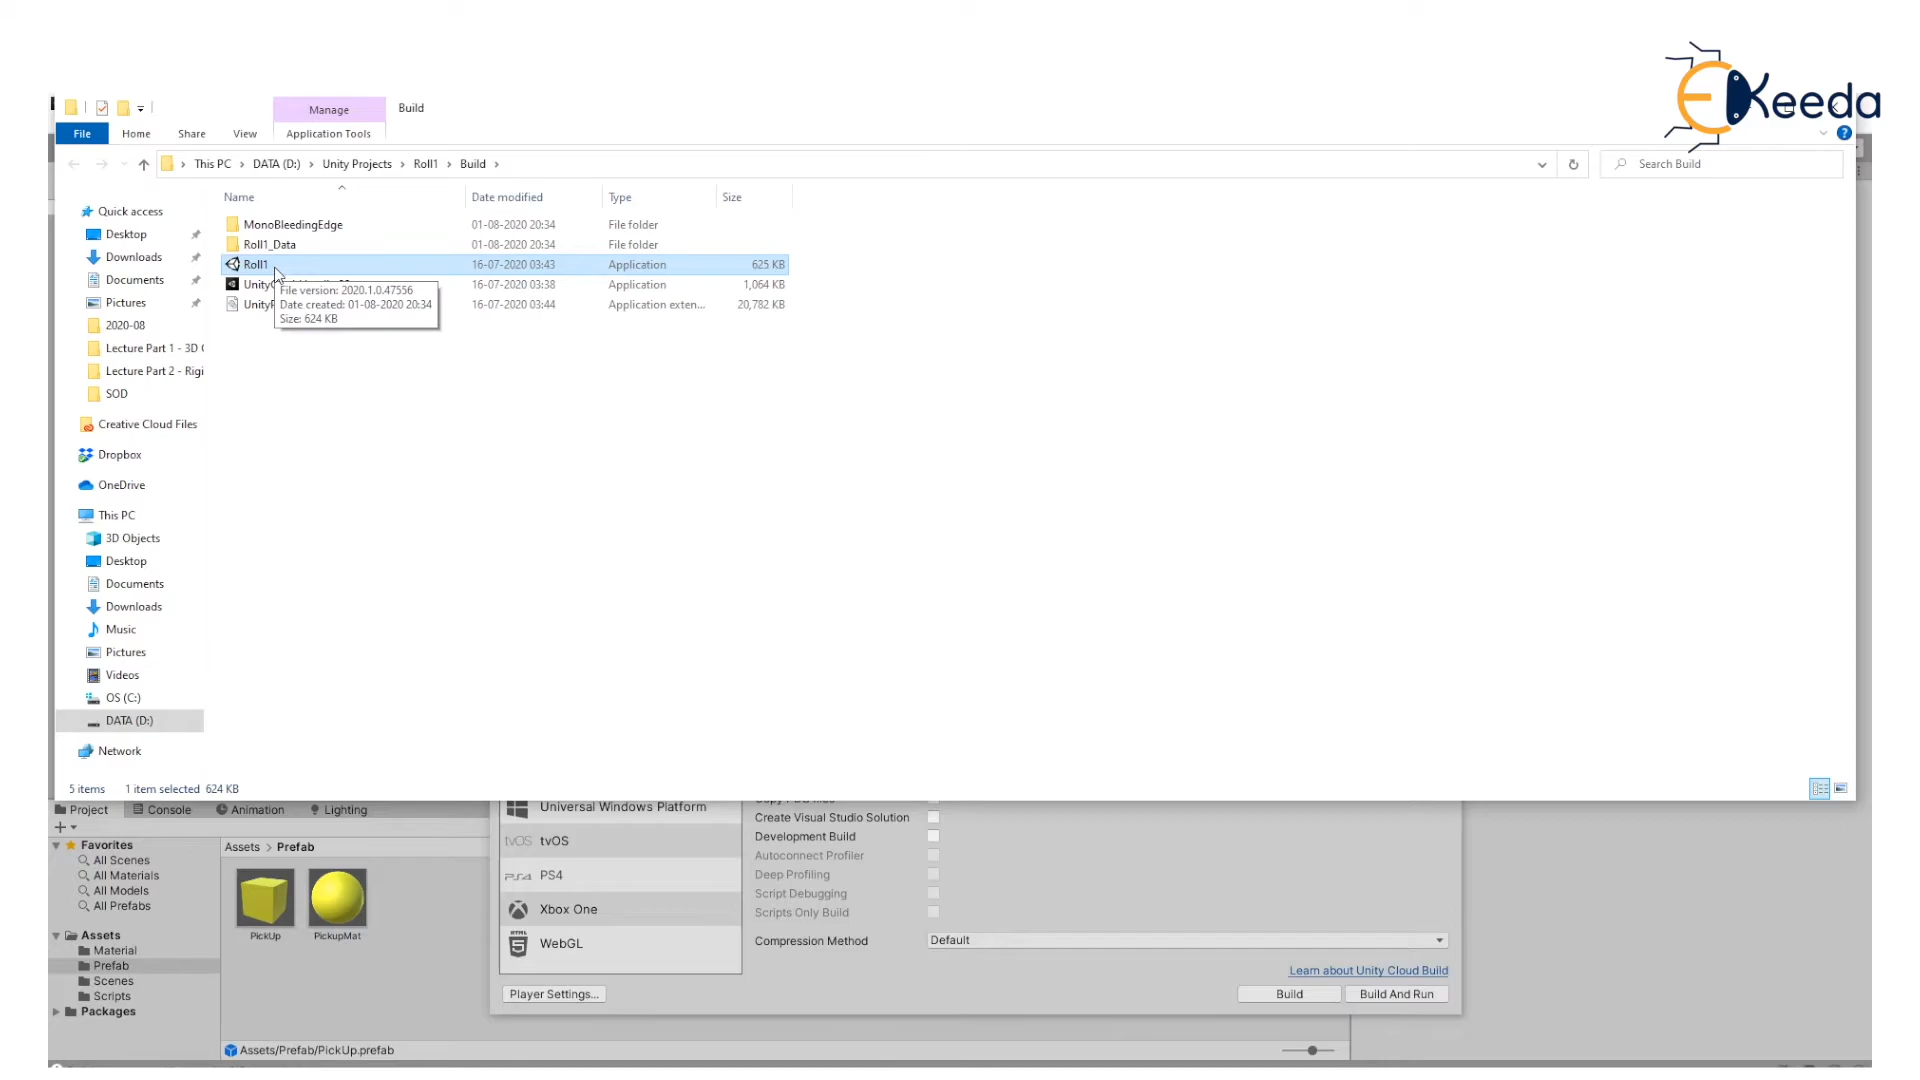 EKeeda
Manage
Build
File
Home
Share
View
Application Tools
This PC > DATA (D:) > Unity Projects > Roll1 > Build >
Search Build
Name
Date modified
Type
Size
MonoBleedingEdge 01-08-2020 20:34 File folder
Roll1_Data 01-08-2020 20:34 File folder
Roll1 16-07-2020 03:43 Application 625 KB
16-07-2020 03:38 Application 1,064 KB
16-07-2020 03:44 Application exten... 20,782 KB
File version: 2020.1.0.47556
Date created: 01-08-2020 20:34
Size: 624 KB
Quick access
Desktop
Downloads
Documents
Pictures
2020-08
Lecture Part 1 - 3D
Lecture Part 2 - Rigi
SOD
Creative Cloud Files
Dropbox
OneDrive
This PC
3D Objects
Desktop
Documents
Downloads
Music
Pictures
Videos
OS (C:)
DATA (D:)
Network
5 items 1 item selected 624 KB
Project
Console
Animation
Lighting
Favorites
All Scenes
All Materials
All Models
All Prefabs
Assets
Material
Prefab
Scenes
Scripts
Packages
Assets > Prefab
PickUp
PickupMat
Assets/Prefab/PickUp.prefab
Universal Windows Platform
tvOS tvOS
PS4 PS4
Xbox One
HTML 5 WebGL
Player Settings...
Create Visual Studio Solution
Development Build
Autoconnect Profiler
Deep Profiling
Script Debugging
Scripts Only Build
Compression Method Default
Learn about Unity Cloud Build
Build
Build And Run